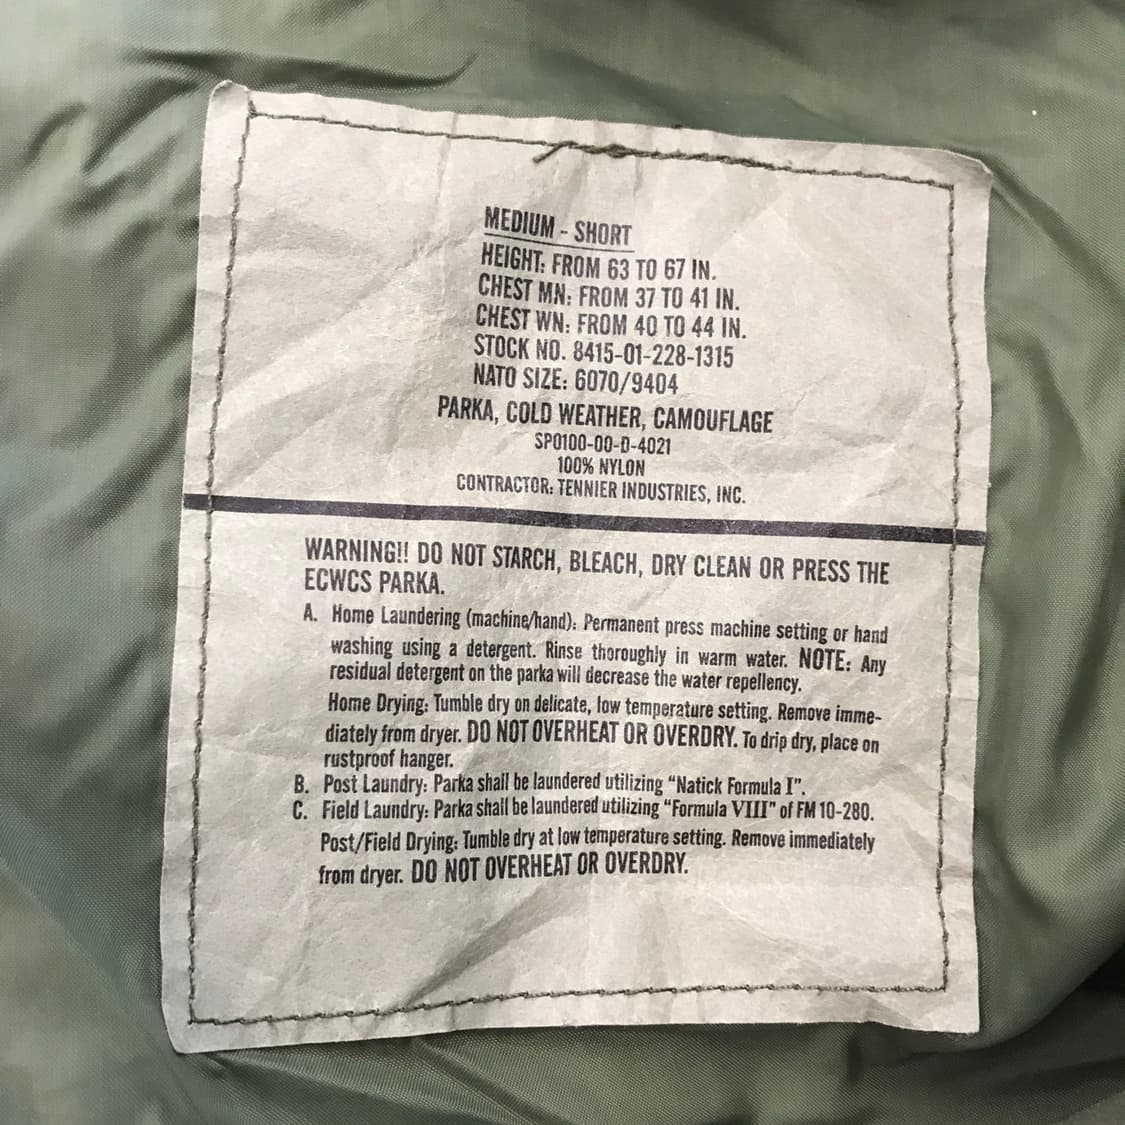 MEDIUM - SHORT
HEIGHT: FROM 63 TO 67 IN.
CHEST MN: FROM 37 TO 41 IN.
CHEST WN: FROM 40 TO 44 IN.
STOCK NO. 8415-01-228-1315
NATO SIZE: 6070/9404
PARKA, COLD WEATHER, CAMOUFLAGE
SP0100-00-D-4021
100% NYLON
CONTRACTOR: TENNIER INDUSTRIES, INC.
WARNING!! DO NOT STARCH, BLEACH, DRY CLEAN OR PRESS THE
ECWCS PARKA.
A. Home Laundering (machine/hand): Permanent press machine setting or hand
washing using a detergent. Rinse thoroughly in warm water. NOTE: Any
residual detergent on the parka will decrease the water repellency.
Home Drying: Tumble dry on delicate, low temperature setting. Remove imme-
diately from dryer. DO NOT OVERHEAT OR OVERDRY. To drip dry, place on
rustproof hanger.
B. Post Laundry: Parka shall be laundered utilizing "Natick Formula I".
C. Field Laundry: Parka shall be laundered utilizing "Formula VIII" of FM 10-280.
Post/Field Drying: Tumble dry at low temperature setting. Remove immediately
from dryer. DO NOT OVERHEAT OR OVERDRY.